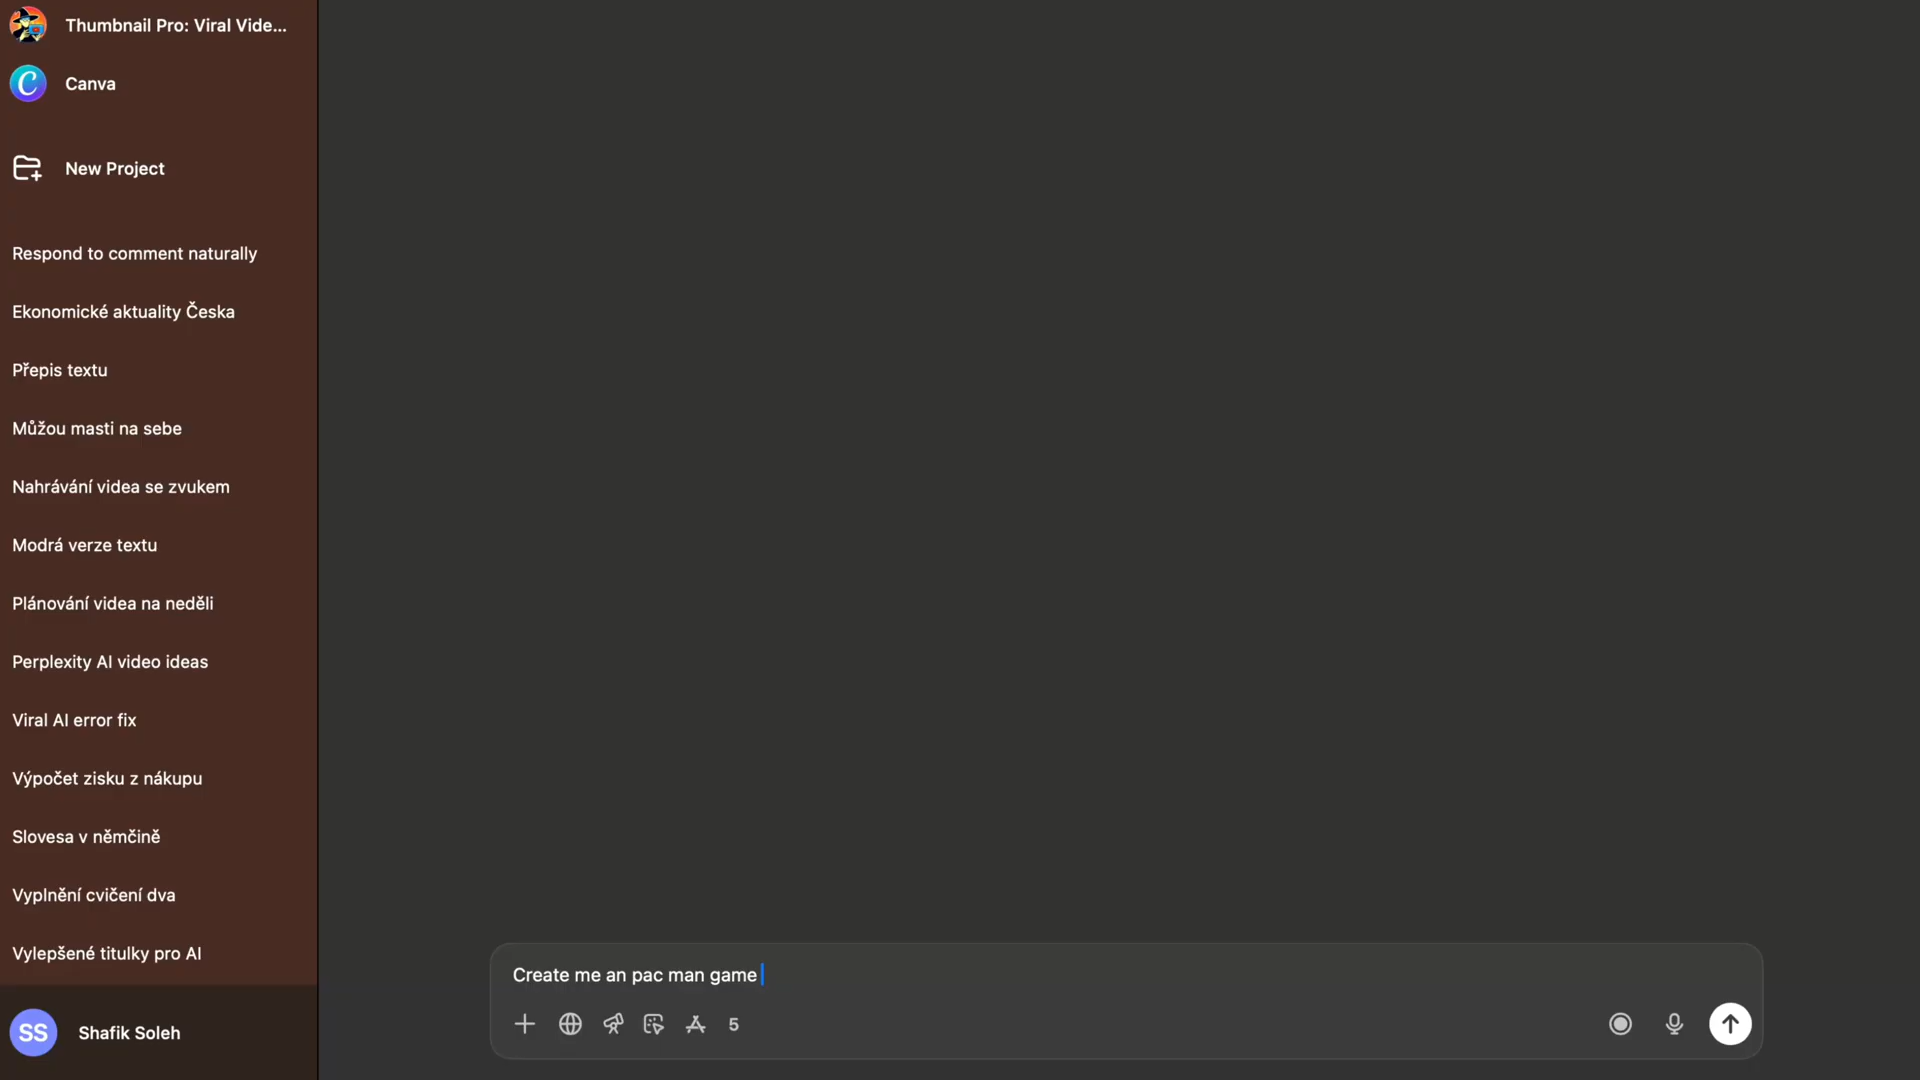 Thumbnail Pro: Viral Vide...
Canva
New Project
Respond to comment naturally
Ekonomické aktuality Česka
Přepis textu
Můžou masti na sebe
Nahrávání videa se zvukem
Modrá verze textu
Plánování videa na neděli
Perplexity AI video ideas
Viral AI error fix
Výpočet zisku z nákupu
Slovesa v němčině
Vyplnění cvičení dva
Vylepšené titulky pro AI
SS Shafik Soleh
Create me an pac man game
5